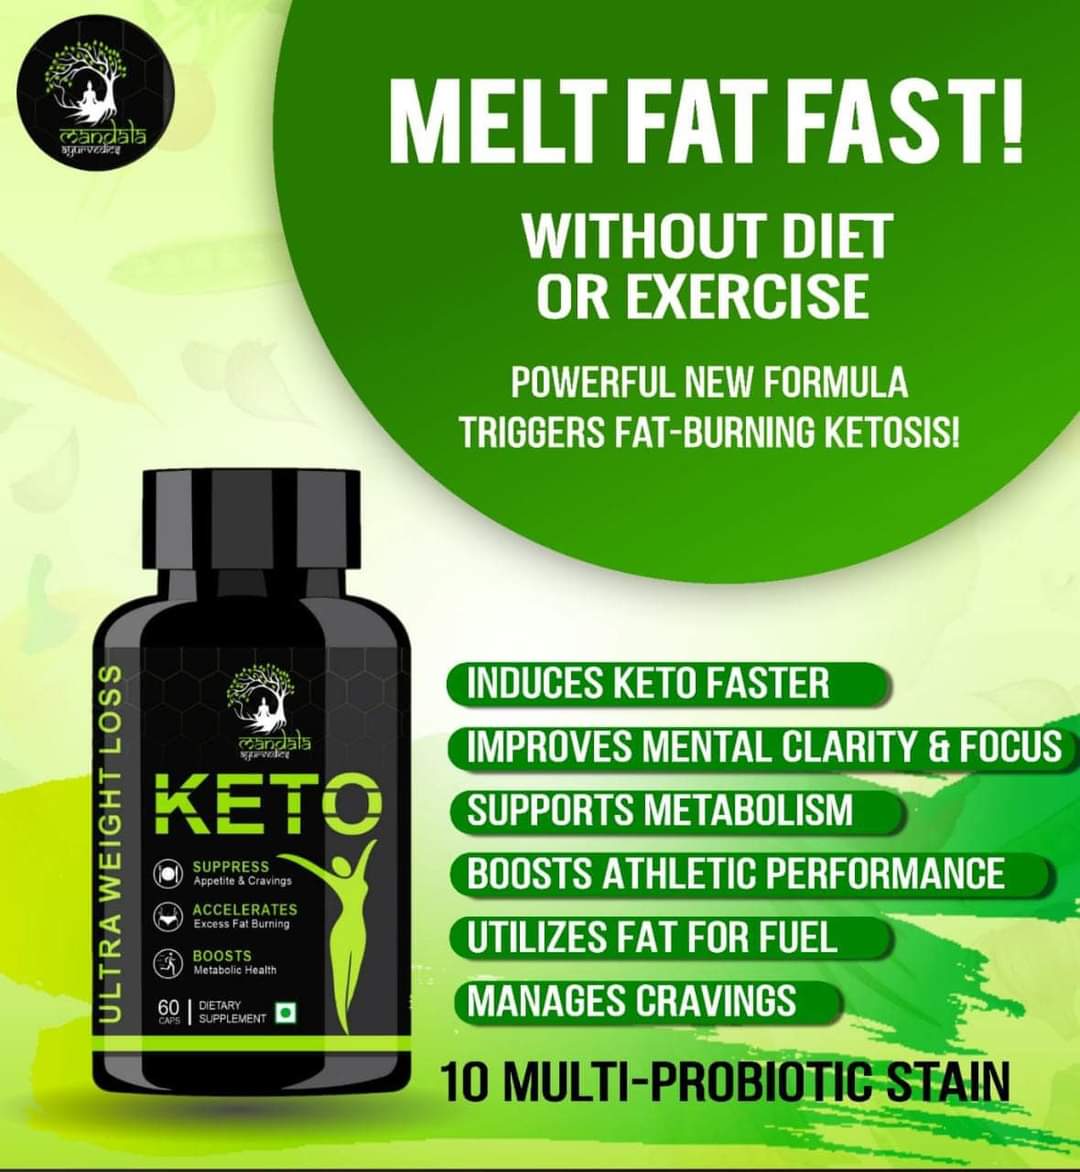 mandala
ayurvedics
MELT FAT FAST!
WITHOUT DIET
OR EXERCISE
POWERFUL NEW FORMULA
TRIGGERS FAT-BURNING KETOSIS!
ULTRA WEIGHT LOSS
mandala
ayurvedics
KETO
SUPPRESS
Appetite & Cravings
ACCELERATES
Excess Fat Burning
BOOSTS
Metabolic Health
60
CAPS
DIETARY
SUPPLEMENT
INDUCES KETO FASTER
IMPROVES MENTAL CLARITY & FOCUS
SUPPORTS METABOLISM
BOOSTS ATHLETIC PERFORMANCE
UTILIZES FAT FOR FUEL
MANAGES CRAVINGS
10 MULTI-PROBIOTIC STAIN